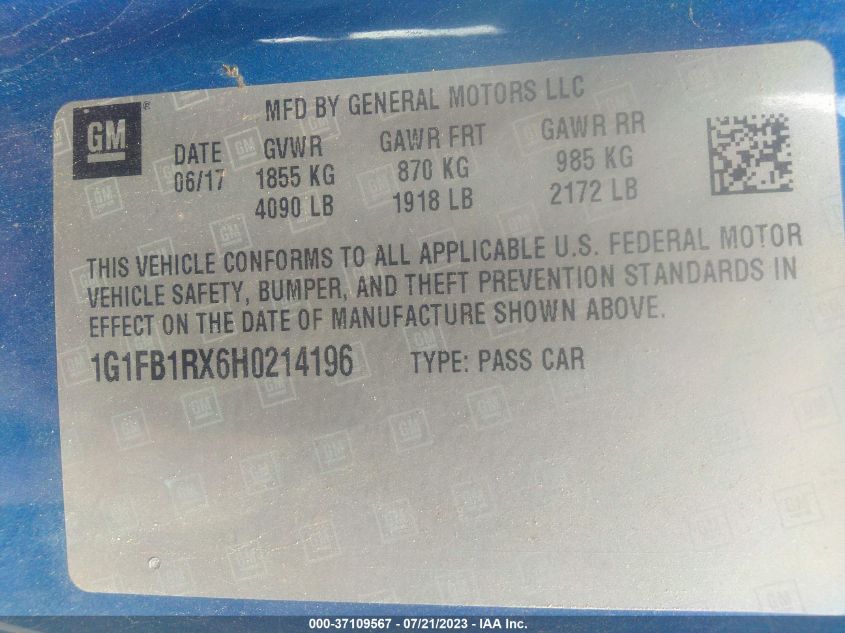 MFD BY GENERAL MOTORS LLC
GM ®
DATE GVWR GAWR FRT GAWR RR
06/17 1855 KG 870 KG 985 KG
4090 LB 1918 LB 2172 LB
THIS VEHICLE CONFORMS TO ALL APPLICABLE U.S. FEDERAL MOTOR
VEHICLE SAFETY, BUMPER, AND THEFT PREVENTION STANDARDS IN
EFFECT ON THE DATE OF MANUFACTURE SHOWN ABOVE.
1G1FB1RX6H0214196 TYPE: PASS CAR
000-37109567 - 07/21/2023 - IAA Inc.